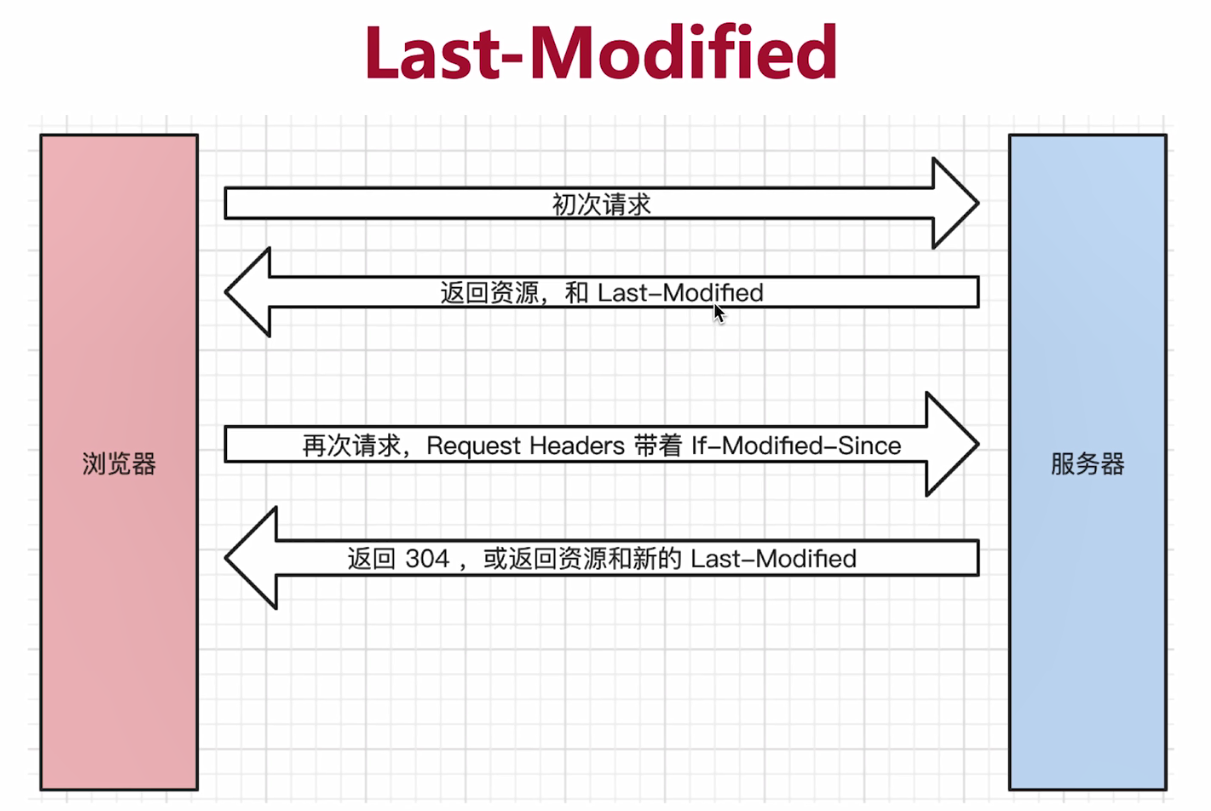 Last-Modified
初次请求
返回资源，和 Last-Modified
再次请求，Request Headers 带着 If-Modified-Since
浏览器
服务器
返回 304 ，或返回资源和新的 Last-Modified